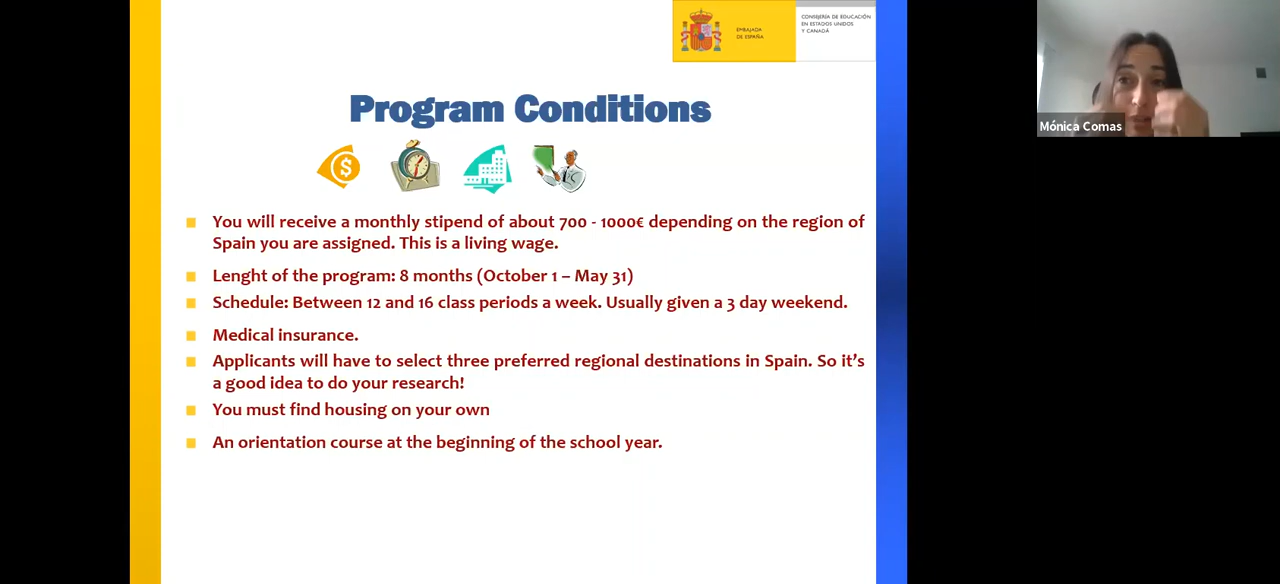 EMBAJADA
DE ESPAÑA
CONSEJERÍA DE EDUCACIÓN
EN ESTADOS UNIDOS
Y CANADÁ
Mónica Comas
Program Conditions
You will receive a monthly stipend of about 700 - 1000€ depending on the region of
Spain you are assigned. This is a living wage.
Lenght of the program: 8 months (October 1 – May 31)
Schedule: Between 12 and 16 class periods a week. Usually given a 3 day weekend.
Medical insurance.
Applicants will have to select three preferred regional destinations in Spain. So it's
a good idea to do your research!
You must find housing on your own
An orientation course at the beginning of the school year.